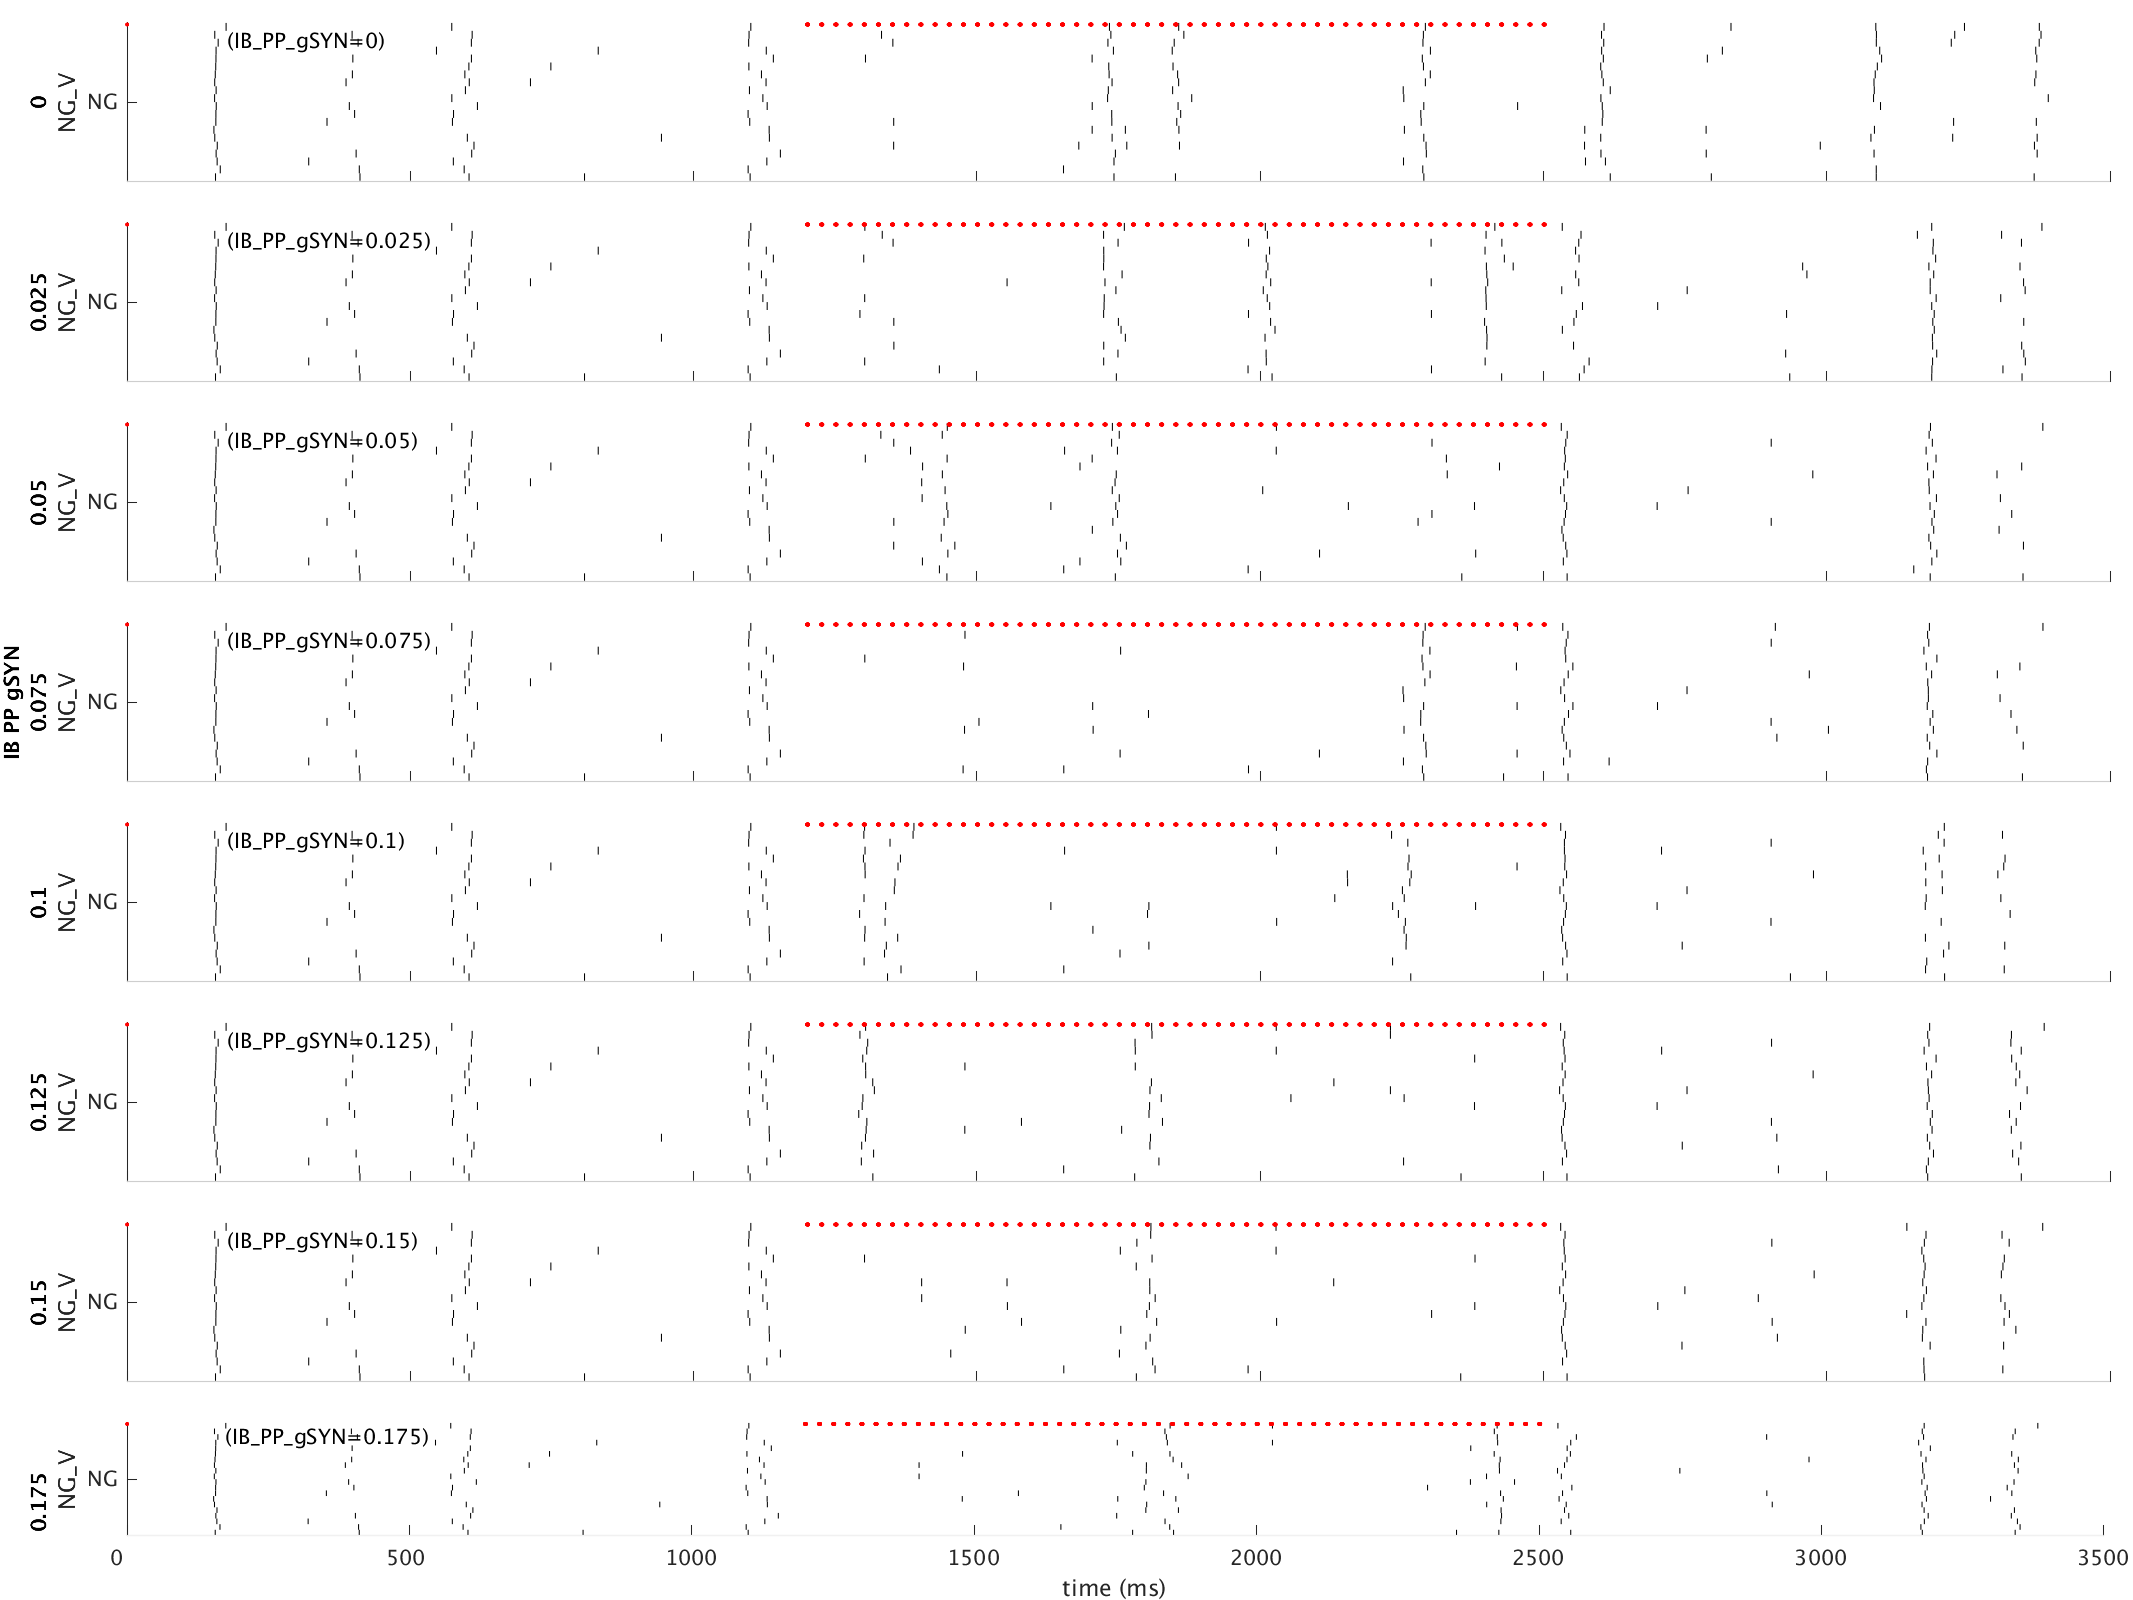 (IB_PP_gSYN=0)
0
NG_V
NG
(IB_PP_gSYN=0.025)
0.025
NG_V
NG
(IB_PP_gSYN=0.05)
0.05
NG_V
NG
IB PP gSYN
(IB_PP_gSYN=0.075)
0.075
NG_V
NG
(IB_PP_gSYN=0.1)
0.1
NG_V
NG
(IB_PP_gSYN=0.125)
0.125
NG_V
NG
(IB_PP_gSYN=0.15)
0.15
NG_V
NG
(IB_PP_gSYN=0.175)
0.175
NG_V
NG
0 500 1000 1500 2000 2500 3000 3500
time (ms)